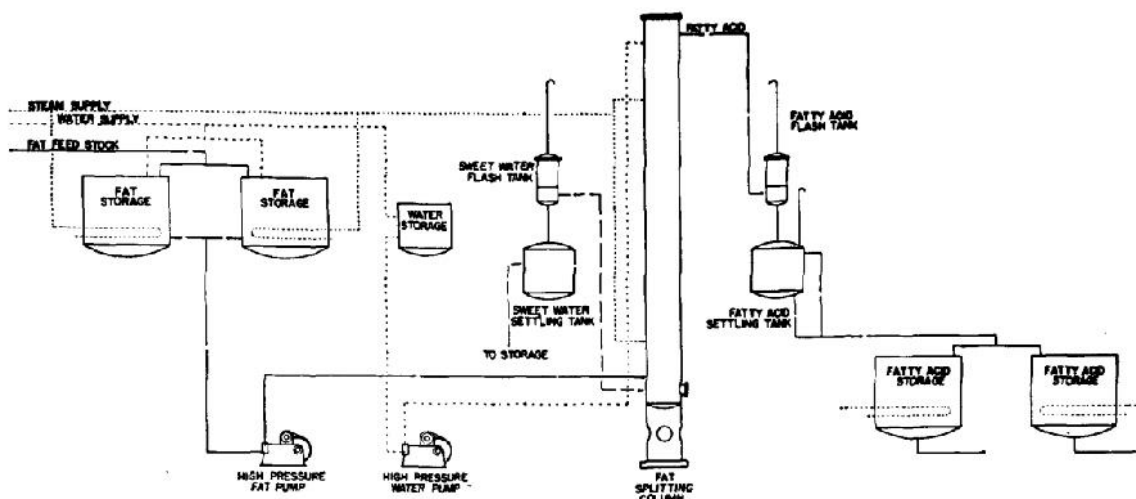 FATTY ACID
STEAM SUPPLY
WATER SUPPLY
FAT FEED STOCK
FATTY ACID
FLASH TANK
SWEET WATER
FLASH TANK
FAT
STORAGE
FAT
STORAGE
WATER
STORAGE
SWEET WATER
SETTLING TANK
FATTY ACID
SETTLING TANK
TO STORAGE
FATTY ACID
STORAGE
FATTY ACID
STORAGE
HIGH PRESSURE
FAT PUMP
HIGH PRESSURE
WATER PUMP
FAT
SPLITTING
COLUMN